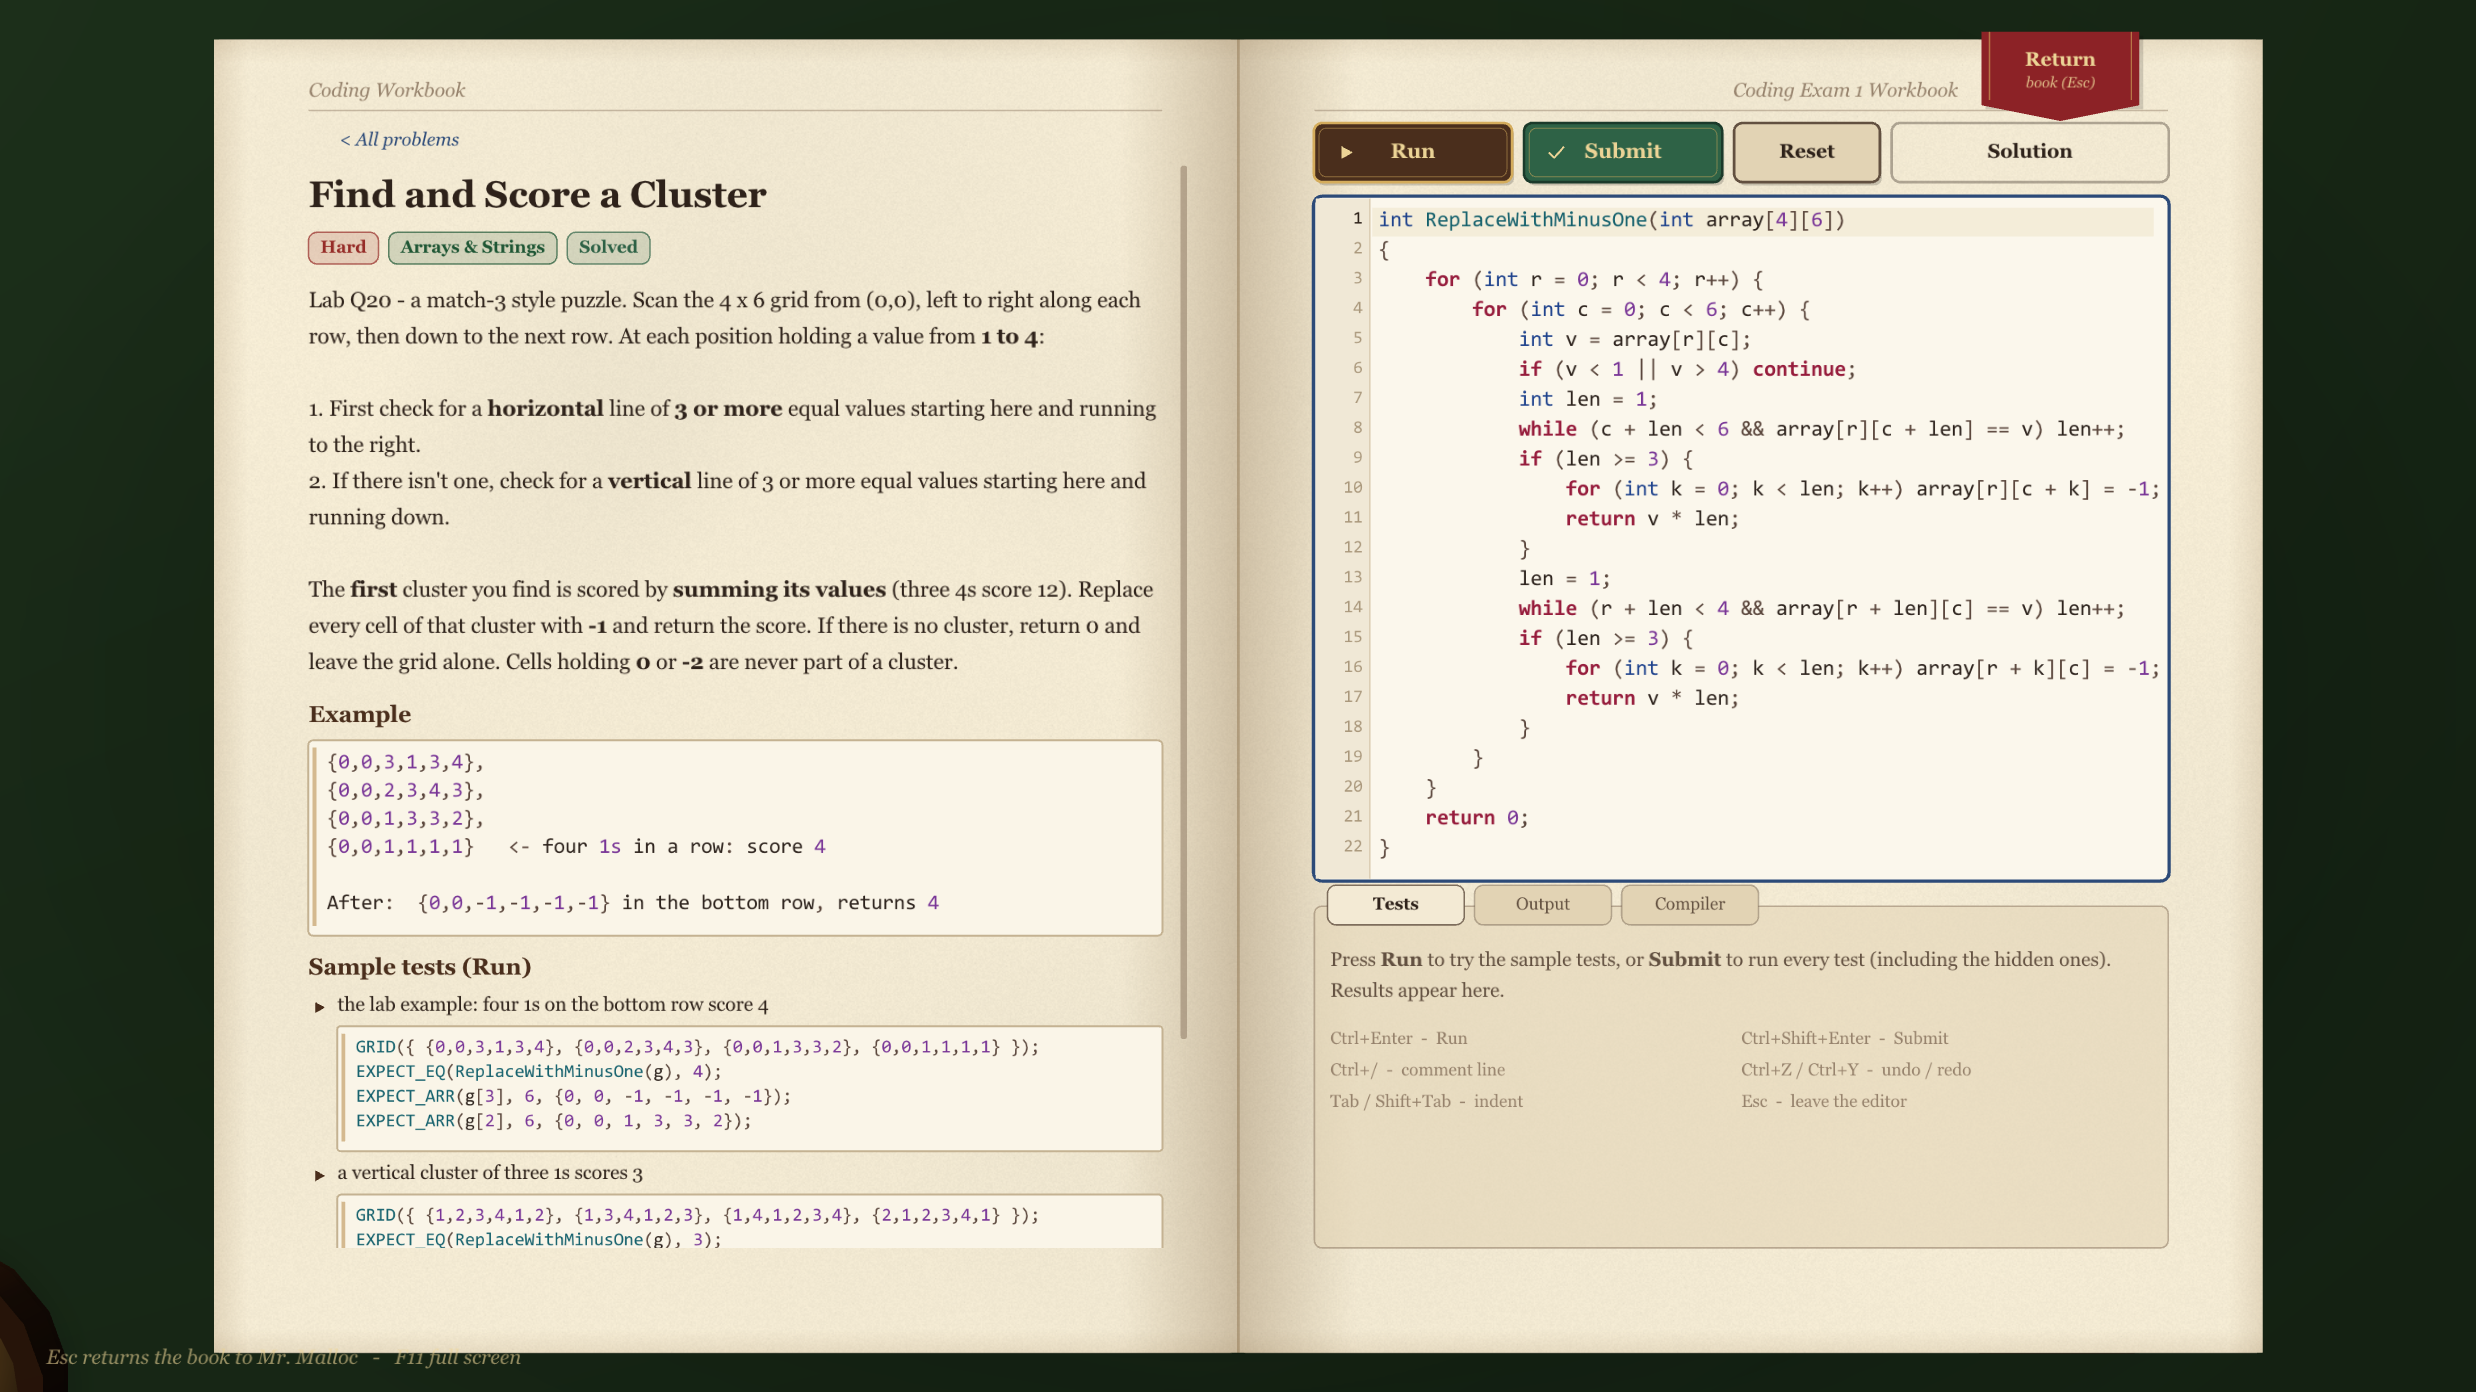 Coding Workbook
< All problems
Find and Score a Cluster
Hard
Arrays & Strings
Solved
Lab Q20 - a match-3 style puzzle. Scan the 4 x 6 grid from (0,0), left to right along each
row, then down to the next row. At each position holding a value from 1 to 4:
1. First check for a horizontal line of 3 or more equal values starting here and running
to the right.
2. If there isn't one, check for a vertical line of 3 or more equal values starting here and
running down.
The first cluster you find is scored by summing its values (three 4s score 12). Replace
every cell of that cluster with -1 and return the score. If there is no cluster, return 0 and
leave the grid alone. Cells holding 0 or -2 are never part of a cluster.
Example
{0,0,3,1,3,4},
{0,0,2,3,4,3},
{0,0,1,3,3,2},
{0,0,1,1,1,1}   <- four 1s in a row: score 4
After:  {0,0,-1,-1,-1,-1} in the bottom row, returns 4
Sample tests (Run)
the lab example: four 1s on the bottom row score 4
GRID({ {0,0,3,1,3,4}, {0,0,2,3,4,3}, {0,0,1,3,3,2}, {0,0,1,1,1,1} });
EXPECT_EQ(ReplaceWithMinusOne(g), 4);
EXPECT_ARR(g[3], 6, {0, 0, -1, -1, -1, -1});
EXPECT_ARR(g[2], 6, {0, 0, 1, 3, 3, 2});
a vertical cluster of three 1s scores 3
GRID({ {1,2,3,4,1,2}, {1,3,4,1,2,3}, {1,4,1,2,3,4}, {2,1,2,3,4,1} });
EXPECT_EQ(ReplaceWithMinusOne(g), 3);
Coding Exam 1 Workbook
Return
book (Esc)
Run
Submit
Reset
Solution
1 int ReplaceWithMinusOne(int array[4][6])
2 {
3     for (int r = 0; r < 4; r++) {
4         for (int c = 0; c < 6; c++) {
5             int v = array[r][c];
6             if (v < 1 || v > 4) continue;
7             int len = 1;
8             while (c + len < 6 && array[r][c + len] == v) len++;
9             if (len >= 3) {
10                 for (int k = 0; k < len; k++) array[r][c + k] = -1;
11                 return v * len;
12             }
13             len = 1;
14             while (r + len < 4 && array[r + len][c] == v) len++;
15             if (len >= 3) {
16                 for (int k = 0; k < len; k++) array[r + k][c] = -1;
17                 return v * len;
18             }
19         }
20     }
21     return 0;
22 }
Tests
Output
Compiler
Press Run to try the sample tests, or Submit to run every test (including the hidden ones).
Results appear here.
Ctrl+Enter - Run
Ctrl+Shift+Enter - Submit
Ctrl+/ - comment line
Ctrl+Z / Ctrl+Y - undo / redo
Tab / Shift+Tab - indent
Esc - leave the editor
Esc returns the book to Mr. Malloc - F11 full screen